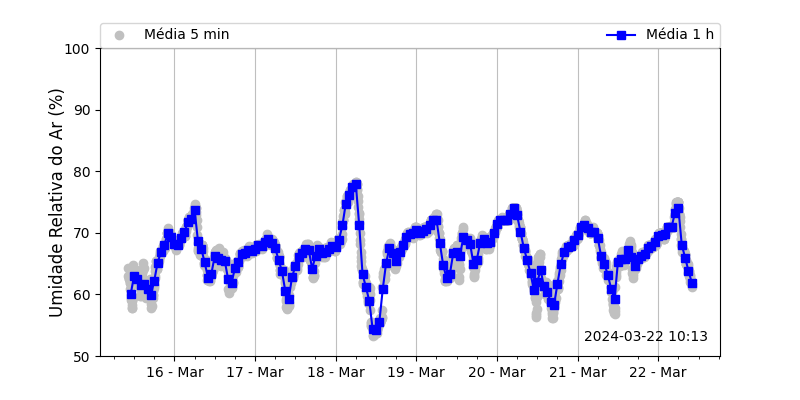 Média 5 min
Média 1 h
Umidade Relativa do Ar (%)
100
90
80
70
60
50
2024-03-22 10:13
16 - Mar
17 - Mar
18 - Mar
19 - Mar
20 - Mar
21 - Mar
22 - Mar